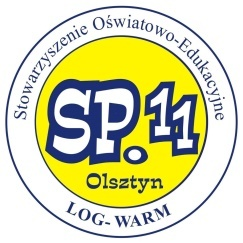 Stowarzyszenie Oświatowo-Edukacyjne
SP.11
Olsztyn
LOG-WARM